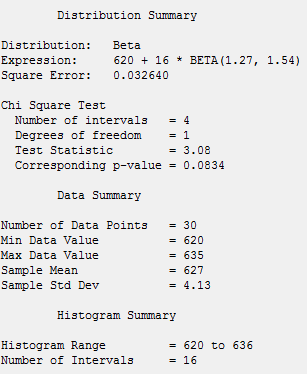 Distribution Summary
Distribution: Beta
Expression: 620 + 16 * BETA(1.27, 1.54)
Square Error: 0.032640
Chi Square Test
Number of intervals = 4
Degrees of freedom = 1
Test Statistic = 3.08
Corresponding p-value = 0.0834
Data Summary
Number of Data Points = 30
Min Data Value = 620
Max Data Value = 635
Sample Mean = 627
Sample Std Dev = 4.13
Histogram Summary
Histogram Range = 620 to 636
Number of Intervals = 16